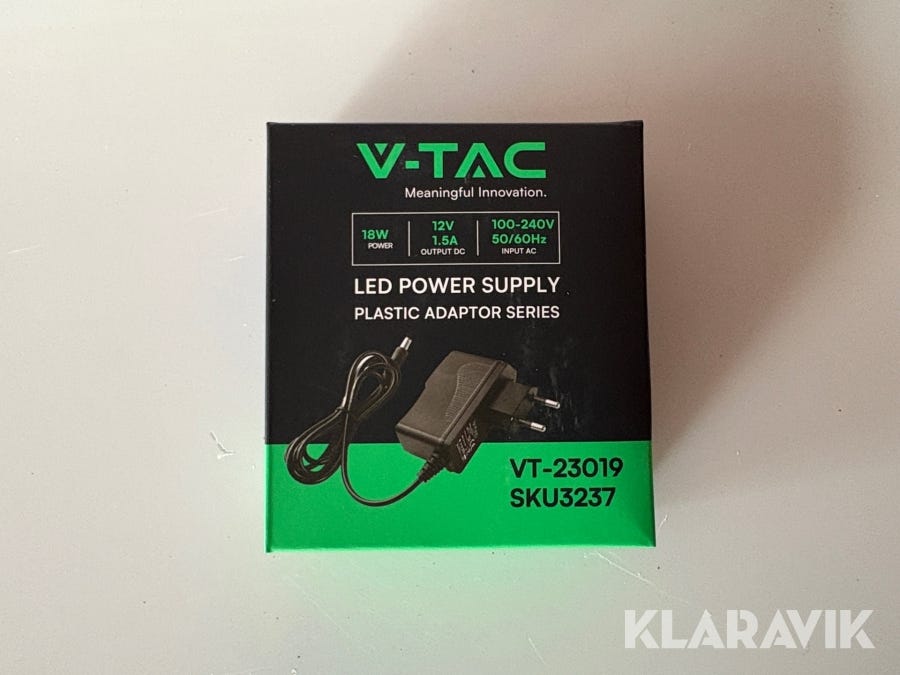 V-TAC
Meaningful Innovation.
18W
POWER
12V
1.5A
OUTPUT DC
100-240V
50/60Hz
INPUT AC
LED POWER SUPPLY
PLASTIC ADAPTOR SERIES
VT-23019
SKU3237
KLARAVIK